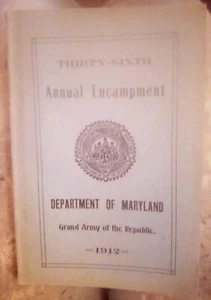 THIRTY-SIXTH
Annual Encampment
DEPARTMENT OF MARYLAND
Grand Army of the Republic.
—1912—